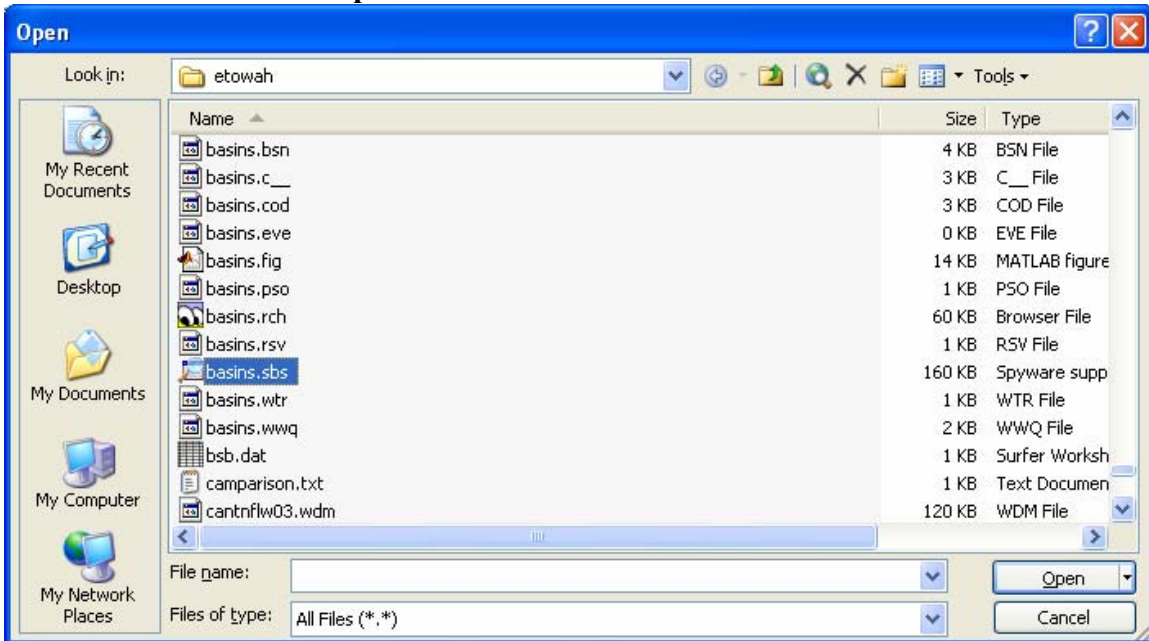 Open
Look in:
etowah
Tools
Name Size Type
basins.bsn 4 KB BSN File
basins.c__ 3 KB C__ File
basins.cod 3 KB COD File
basins.eve 0 KB EVE File
basins.fig 14 KB MATLAB figure
basins.pso 1 KB PSO File
basins.rch 60 KB Browser File
basins.rsv 1 KB RSV File
basins.sbs 160 KB Spyware supp
basins.wtr 1 KB WTR File
basins.wwq 2 KB WWQ File
bsb.dat 1 KB Surfer Worksh
camparison.txt 1 KB Text Documen
cantnflw03.wdm 120 KB WDM File
My Recent
Documents
Desktop
My Documents
My Computer
My Network
Places
File name:
Open
Files of type: All Files (*.*)
Cancel